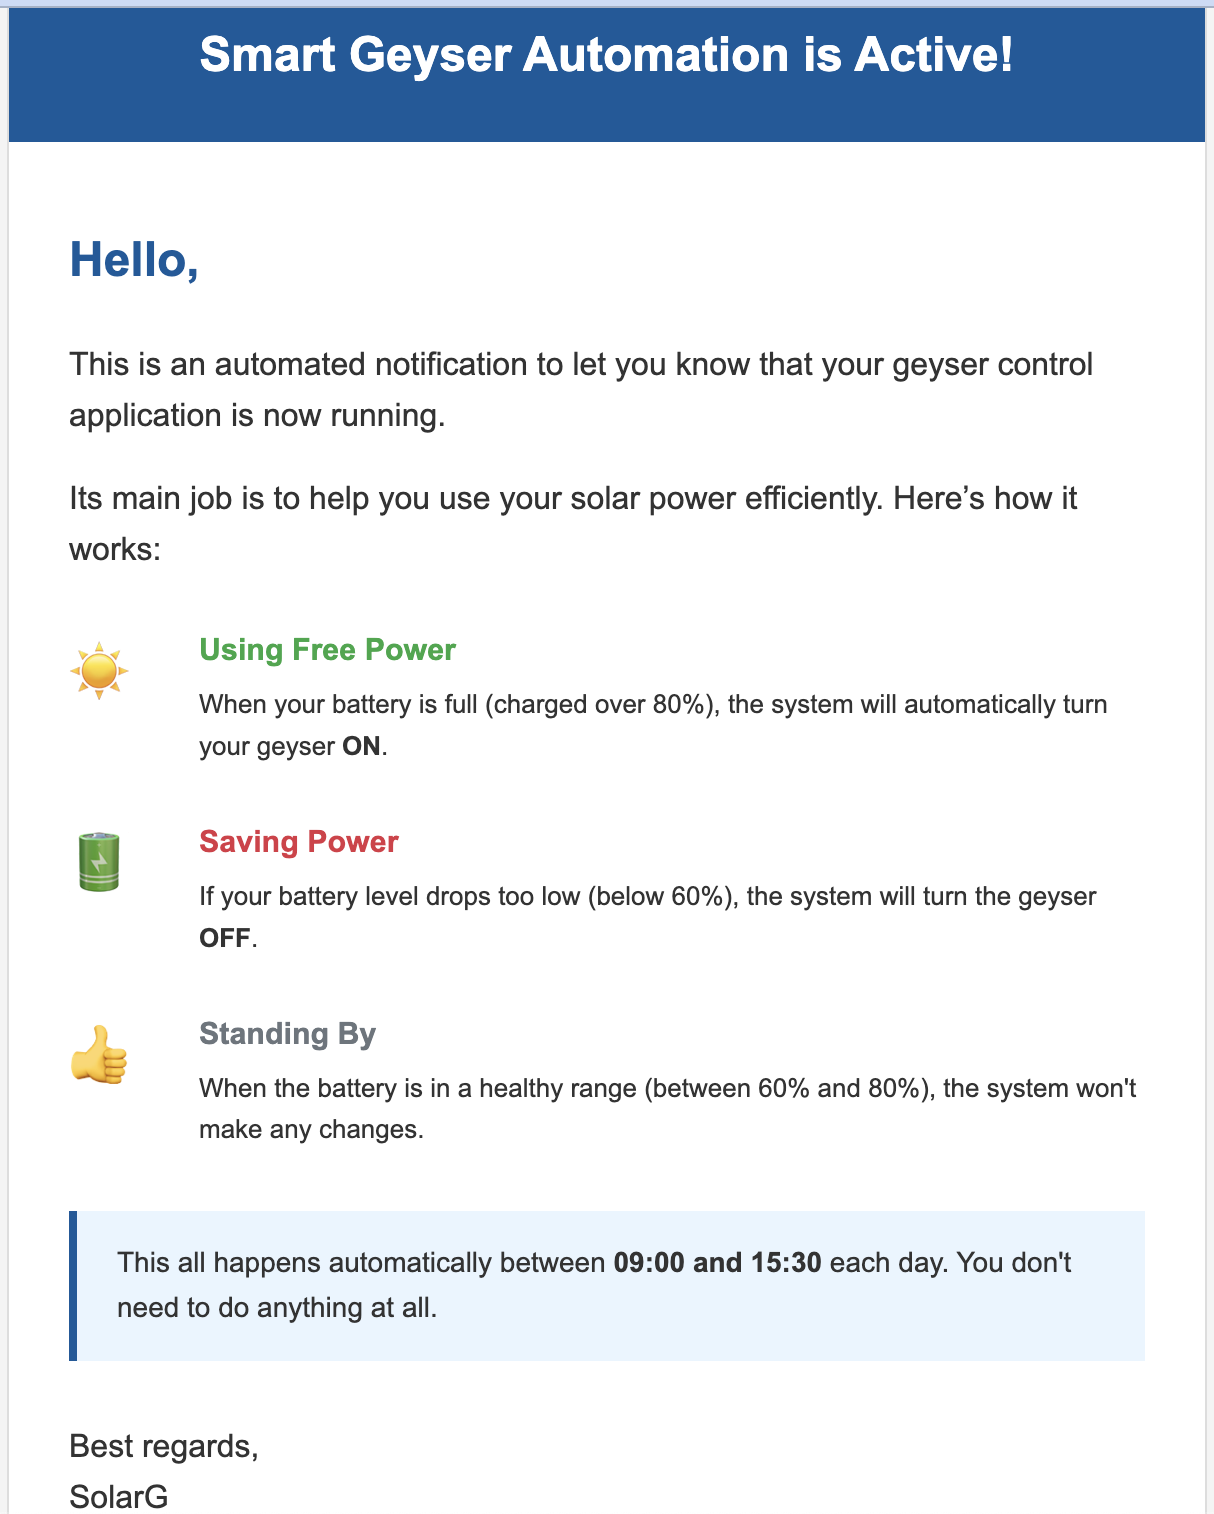 Smart Geyser Automation is Active!
Hello,
This is an automated notification to let you know that your geyser control
application is now running.
Its main job is to help you use your solar power efficiently. Here’s how it
works:
Using Free Power
When your battery is full (charged over 80%), the system will automatically turn
your geyser ON.
Saving Power
If your battery level drops too low (below 60%), the system will turn the geyser
OFF.
Standing By
When the battery is in a healthy range (between 60% and 80%), the system won't
make any changes.
This all happens automatically between 09:00 and 15:30 each day. You don't
need to do anything at all.
Best regards,
SolarG